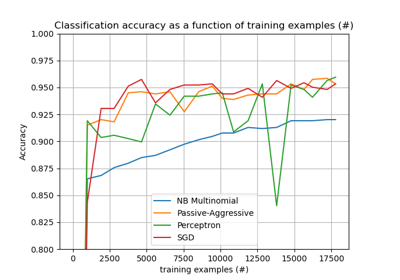 Classification accuracy as a function of training examples (#)
1.000
0.975
0.950
0.925
0.900
0.875
0.850
0.825
0.800
Accuracy
NB Multinomial
Passive-Aggressive
Perceptron
SGD
0 2500 5000 7500 10000 12500 15000 17500
training examples (#)